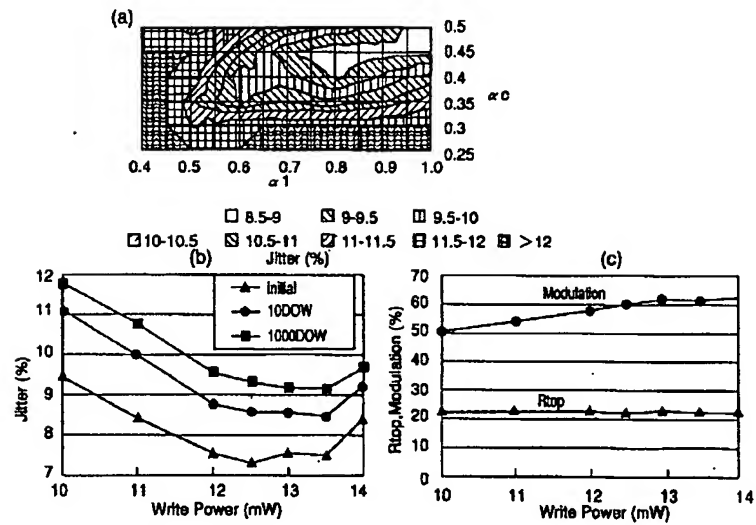 (a)
0.5
0.45
0.4
0.35
0.3
0.25
αc
0.4 0.5 0.6 0.7 0.8 0.9 1.0
α1
8.5-9 9-9.5 9.5-10
10-10.5 10.5-11 11-11.5 11.5-12 >12
Jitter (%)
(b)
12
11
10
9
8
7
Jitter (%)
Initial
10DOW
1000DOW
10 11 12 13 14
Write Power (mW)
(c)
70
60
50
40
30
20
10
0
Rtop,Modulation (%)
Modulation
Rtop
10 11 12 13 14
Write Power (mW)